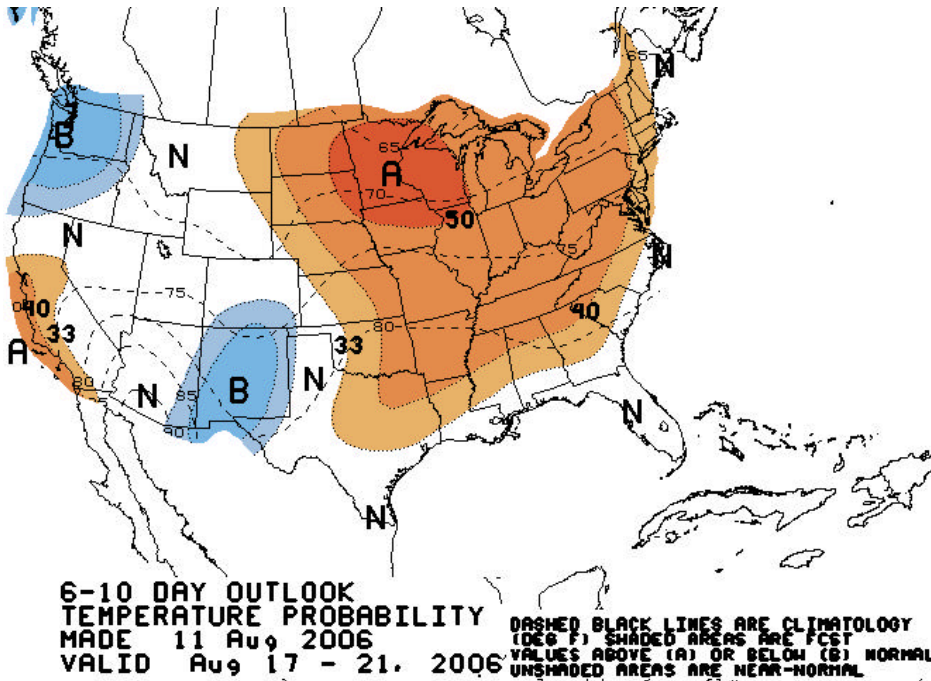 65
N
B
N
65
A
70
50
N
N
75
75
40
40
33
80
33
A
80
N
85
B
N
90
N
N
6-10 DAY OUTLOOK
TEMPERATURE PROBABILITY
MADE 11 Aug 2006
VALID Aug 17 - 21, 2006
DASHED BLACK LINES ARE CLIMATOLOGY
(DEG F) SHADED AREAS ARE FCST
VALUES ABOVE (A) OR BELOW (B) NORMAL
UNSHADED AREAS ARE NEAR-NORMAL